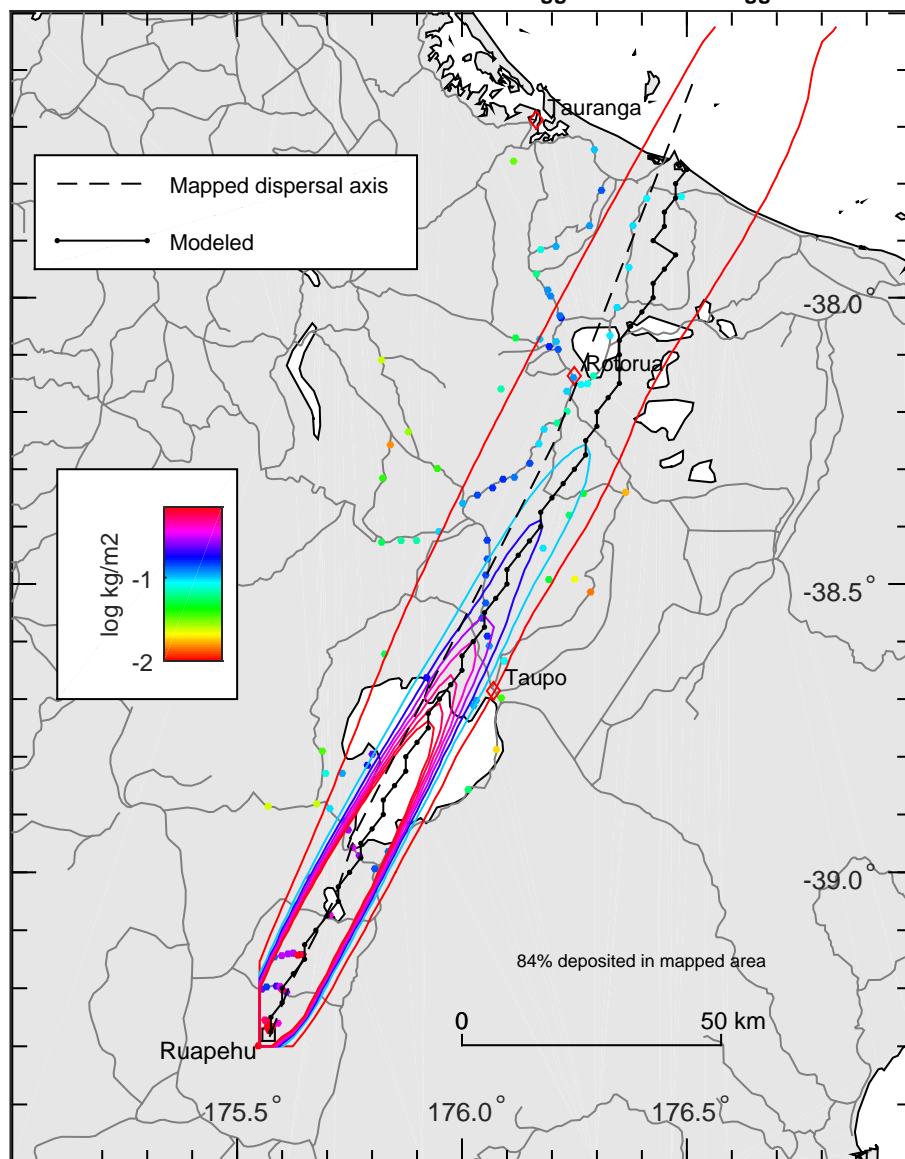 Tauranga
Mapped dispersal axis
Modeled
-38.0°
Rotorua
log kg/m2
-1
-2
-38.5°
Taupo
-39.0°
84% deposited in mapped area
0
50 km
Ruapehu
175.5°
176.0°
176.5°